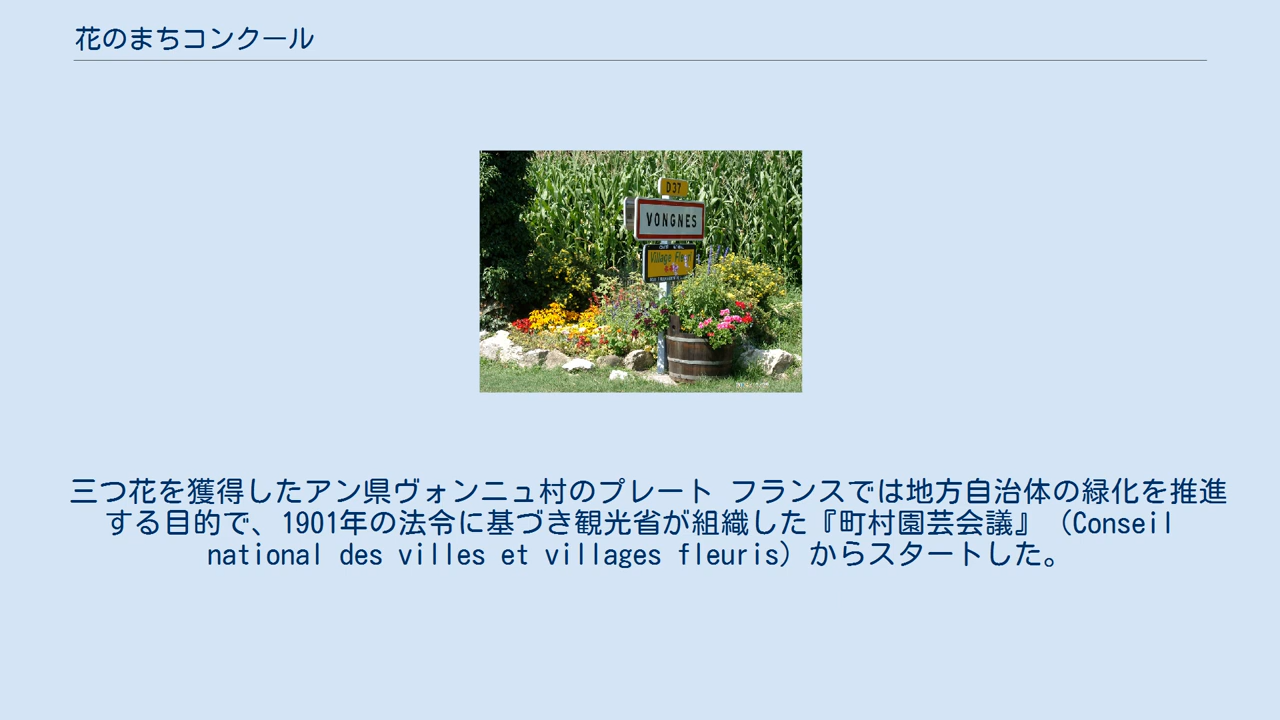 花のまちコンクール
D37
VONGNES
Village Fleuri
三つ花を獲得したアン県ヴォンニュ村のプレート フランスでは地方自治体の緑化を推進
する目的で、1901年の法令に基づき観光省が組織した『町村園芸会議』（Conseil
national des villes et villages fleuris）からスタートした。